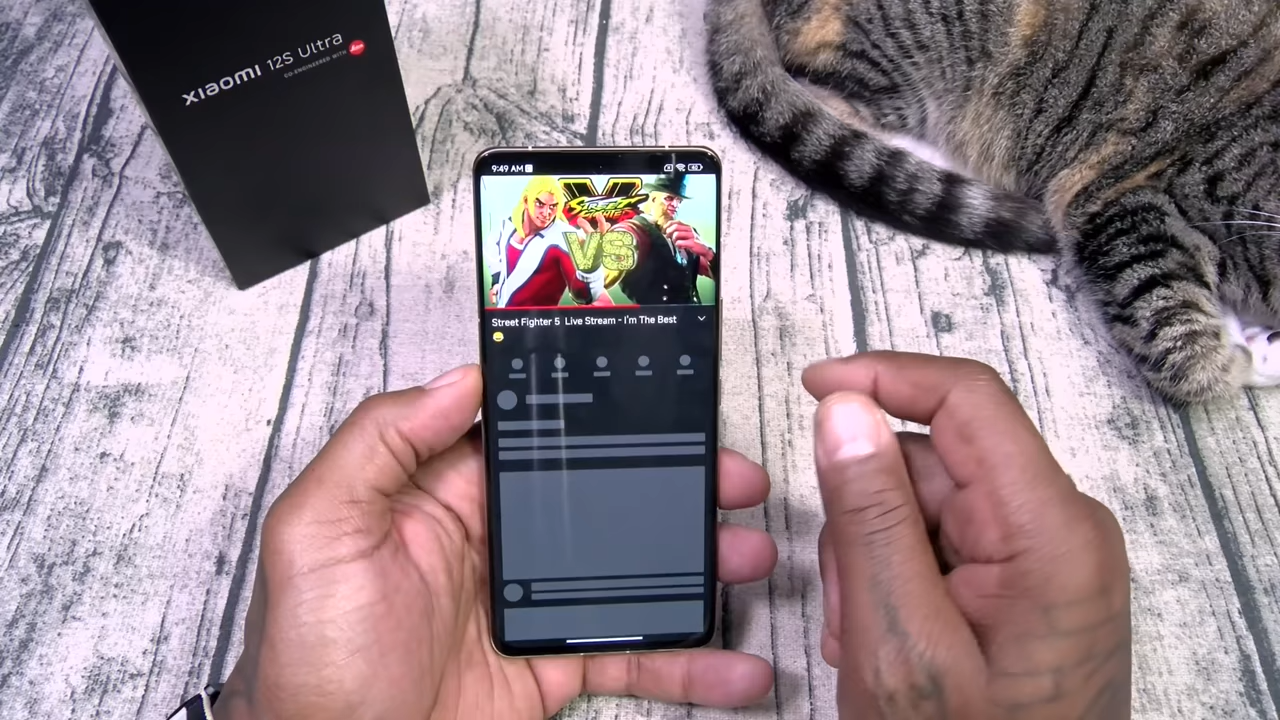 xiaomi 12S Ultra
CO-ENGINEERED WITH Leica
9:49 AM
V
STREET
FIGHTER
VS
Street Fighter 5 Live Stream - I'm The Best
😄